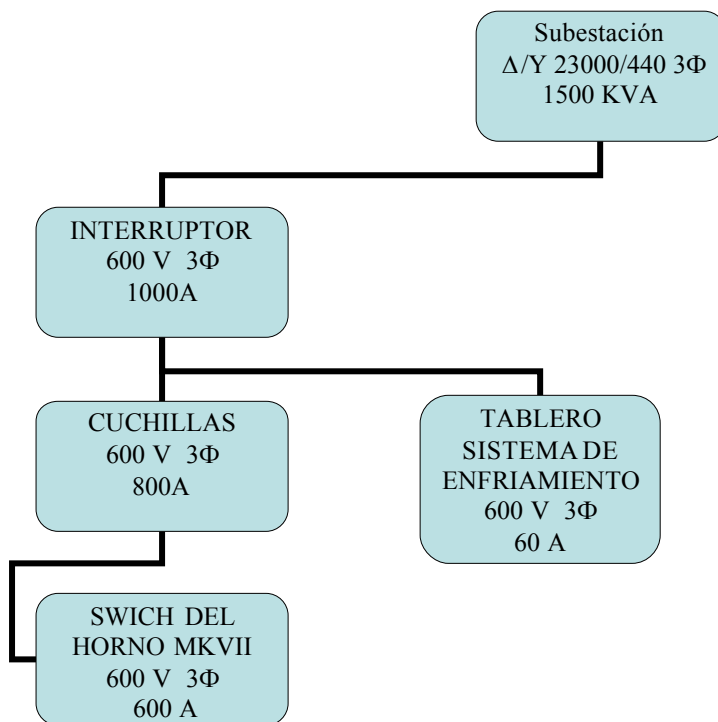 Subestación
Δ/Y 23000/440 3Φ
1500 KVA
INTERRUPTOR
600 V 3Φ
1000A
CUCHILLAS
600 V 3Φ
800A
TABLERO
SISTEMA DE
ENFRIAMIENTO
600 V 3Φ
60 A
SWICH DEL
HORNO MKVII
600 V 3Φ
600 A